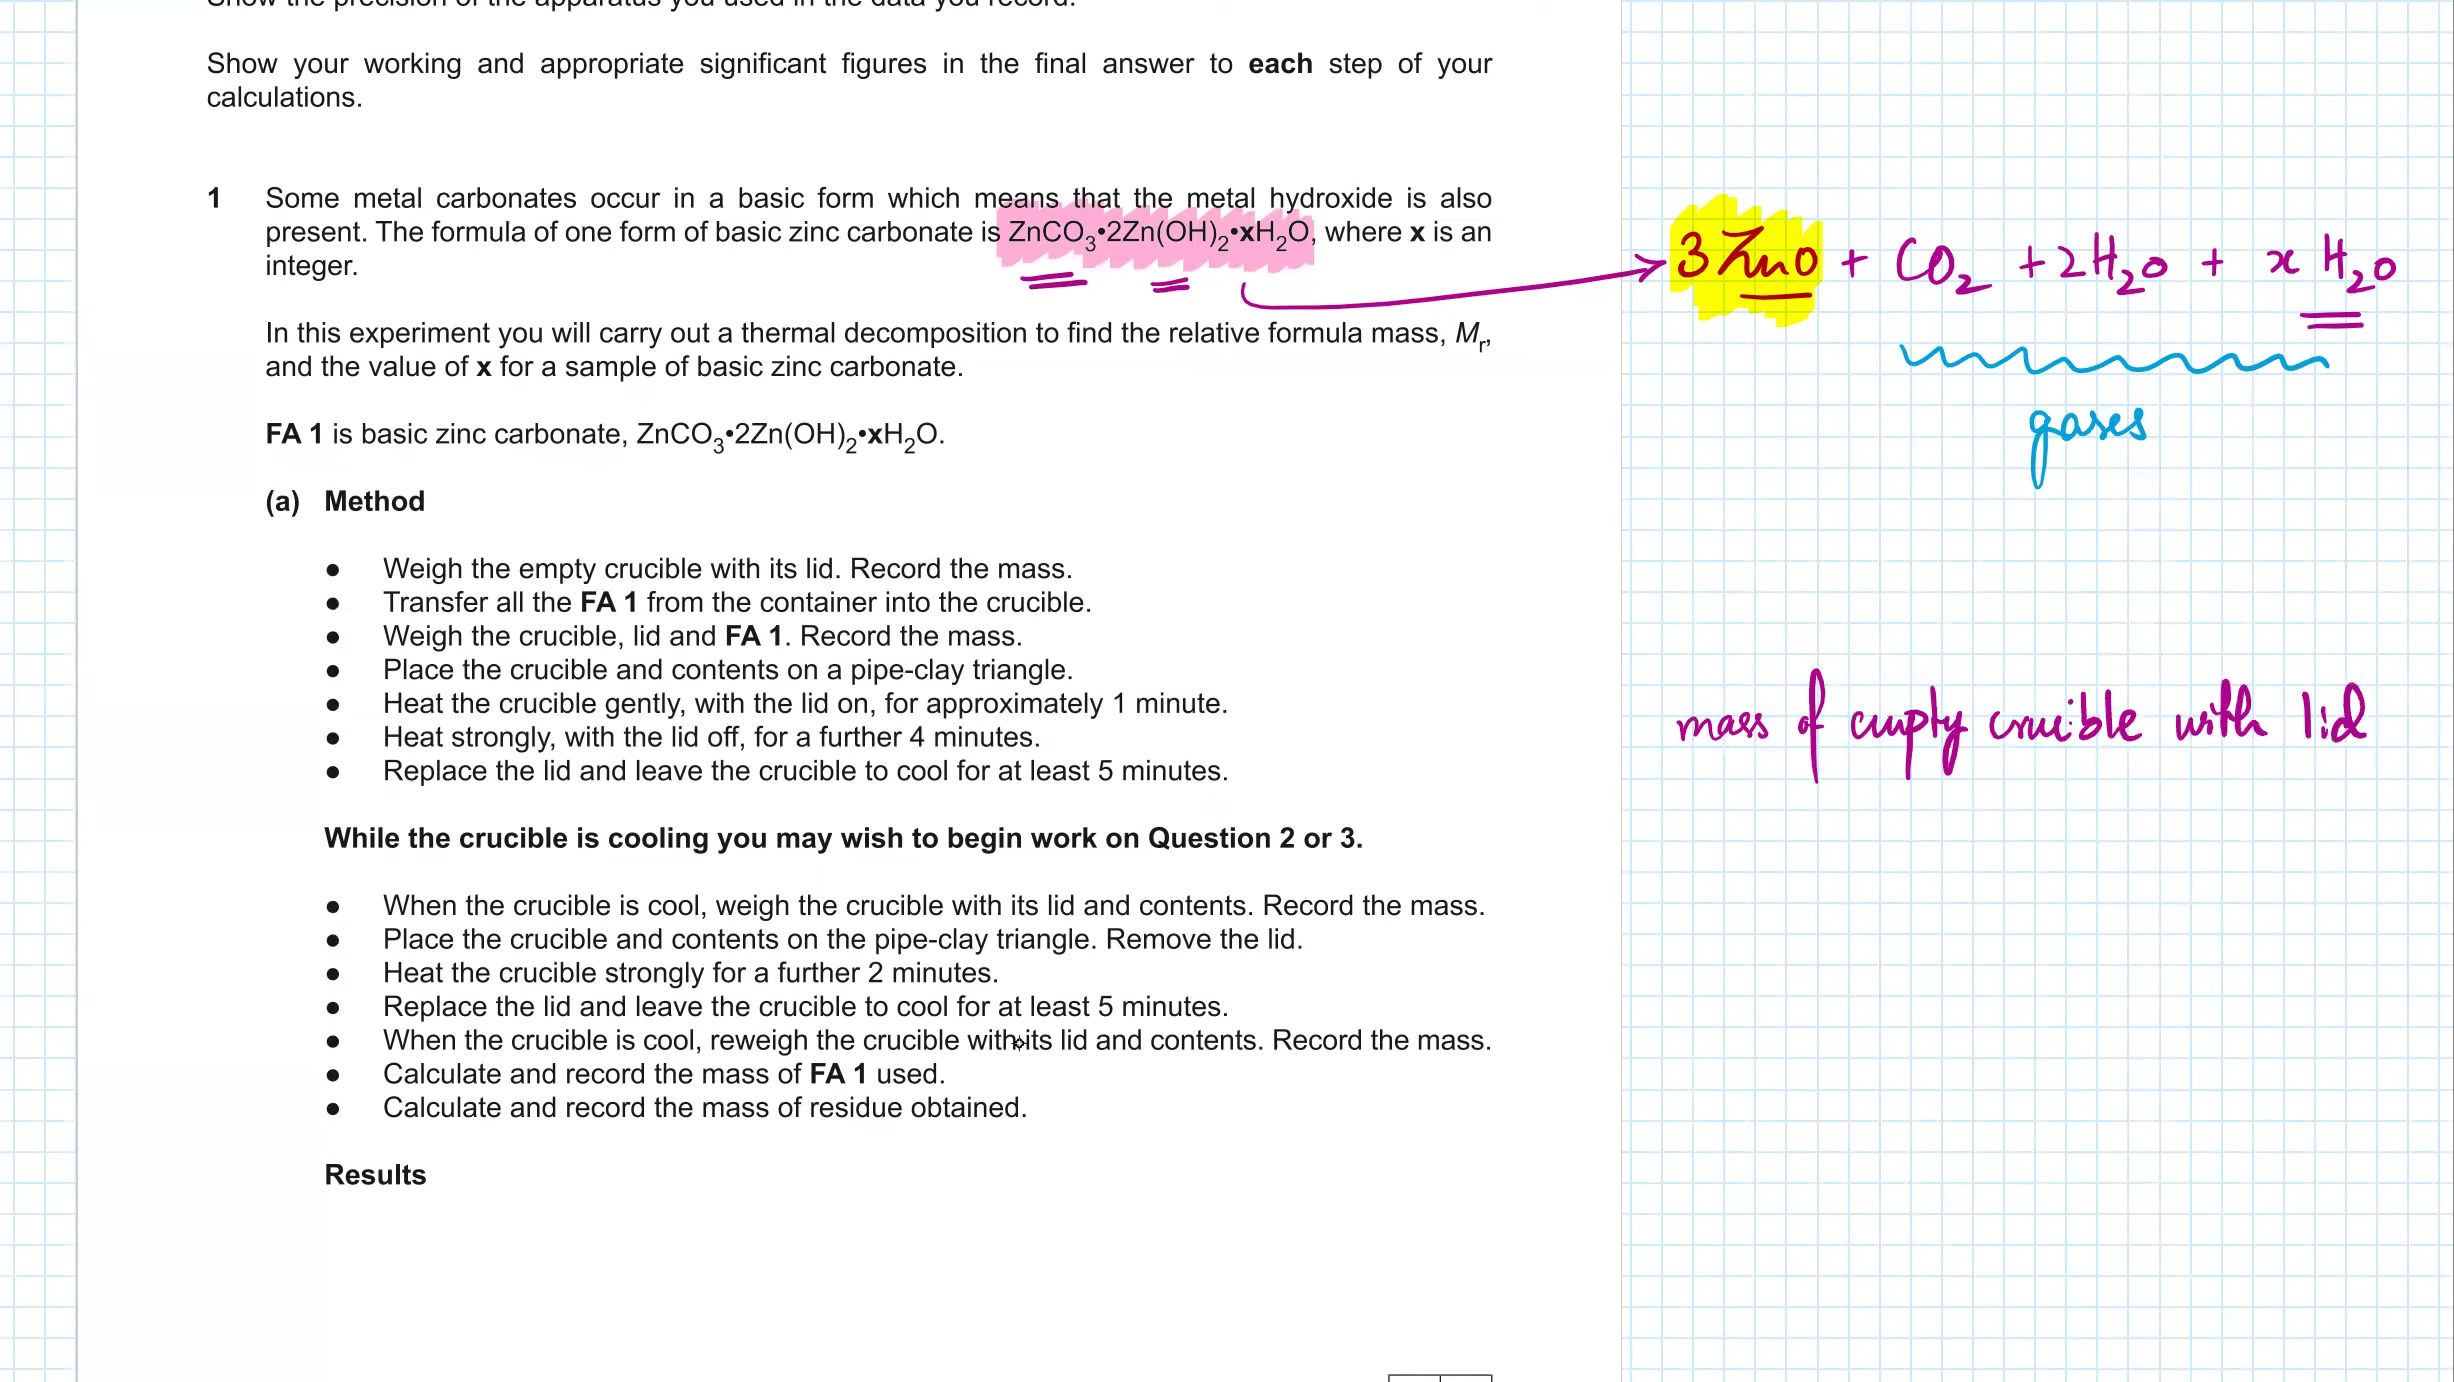 Show the precision of the apparatus you used in the data you record.
Show your working and appropriate significant figures in the final answer to each step of your
calculations.
1 Some metal carbonates occur in a basic form which means that the metal hydroxide is also
present. The formula of one form of basic zinc carbonate is ZnCO₃•2Zn(OH)₂•xH₂O, where x is an
integer.
3ZnO + CO₂ + 2H₂O + x H₂O
gases
In this experiment you will carry out a thermal decomposition to find the relative formula mass, Mᵣ,
and the value of x for a sample of basic zinc carbonate.
FA 1 is basic zinc carbonate, ZnCO₃•2Zn(OH)₂•xH₂O.
(a) Method
● Weigh the empty crucible with its lid. Record the mass.
● Transfer all the FA 1 from the container into the crucible.
● Weigh the crucible, lid and FA 1. Record the mass.
● Place the crucible and contents on a pipe-clay triangle.
● Heat the crucible gently, with the lid on, for approximately 1 minute.
● Heat strongly, with the lid off, for a further 4 minutes.
● Replace the lid and leave the crucible to cool for at least 5 minutes.
mass of empty crucible with lid
While the crucible is cooling you may wish to begin work on Question 2 or 3.
● When the crucible is cool, weigh the crucible with its lid and contents. Record the mass.
● Place the crucible and contents on the pipe-clay triangle. Remove the lid.
● Heat the crucible strongly for a further 2 minutes.
● Replace the lid and leave the crucible to cool for at least 5 minutes.
● When the crucible is cool, reweigh the crucible with its lid and contents. Record the mass.
● Calculate and record the mass of FA 1 used.
● Calculate and record the mass of residue obtained.
Results